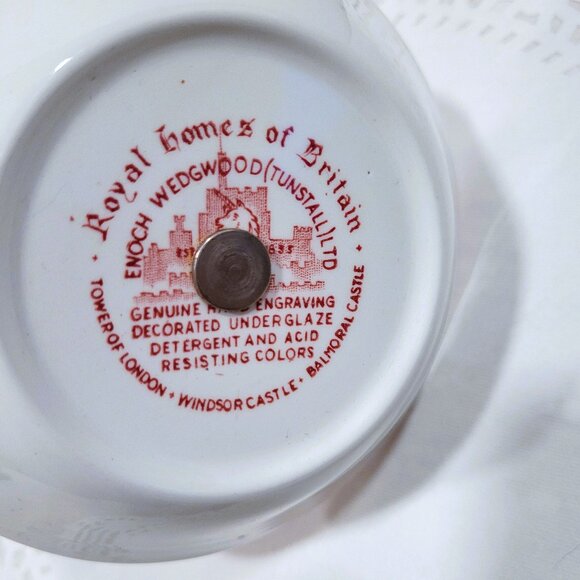 Royal homes of Britain
ENOCH WEDGWOOD (TUNSTALL) LTD
GENUINE ENGRAVING
DECORATED UNDERGLAZE
DETERGENT AND ACID
RESISTING COLORS
TOWER OF LONDON · WINDSOR CASTLE · BALMORAL CASTLE